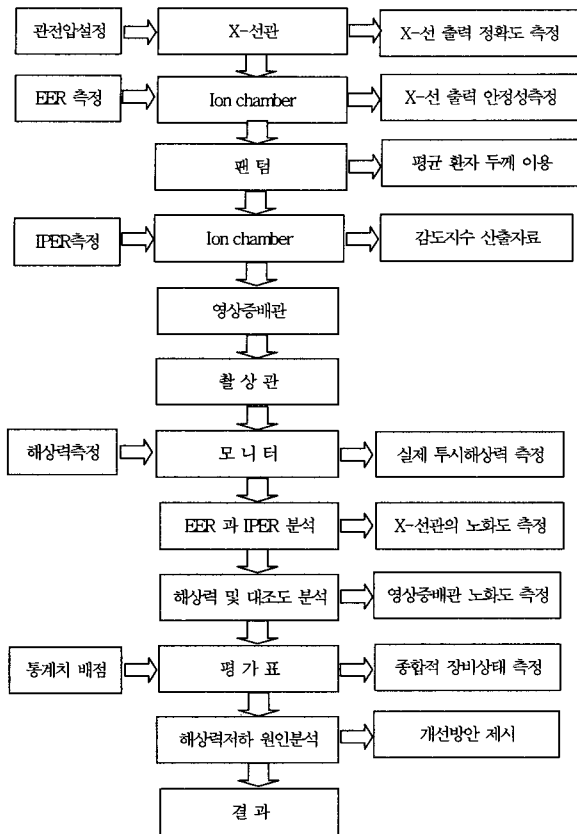 관전압설정
X-선관
X-선 출력 정확도 측정
EER 측정
Ion chamber
X-선 출력 안정성측정
팬 텀
평균 환자 두께 이용
IPER측정
Ion chamber
감도지수 산출자료
영상증배관
촬 상 관
해상력측정
모 니 터
실제 투시해상력 측정
EER 과 IPER 분석
X-선관의 노화도 측정
해상력 및 대조도 분석
영상증배관 노화도 측정
통계치 배점
평 가 표
종합적 장비상태 측정
해상력저하 원인분석
개선방안 제시
결 과